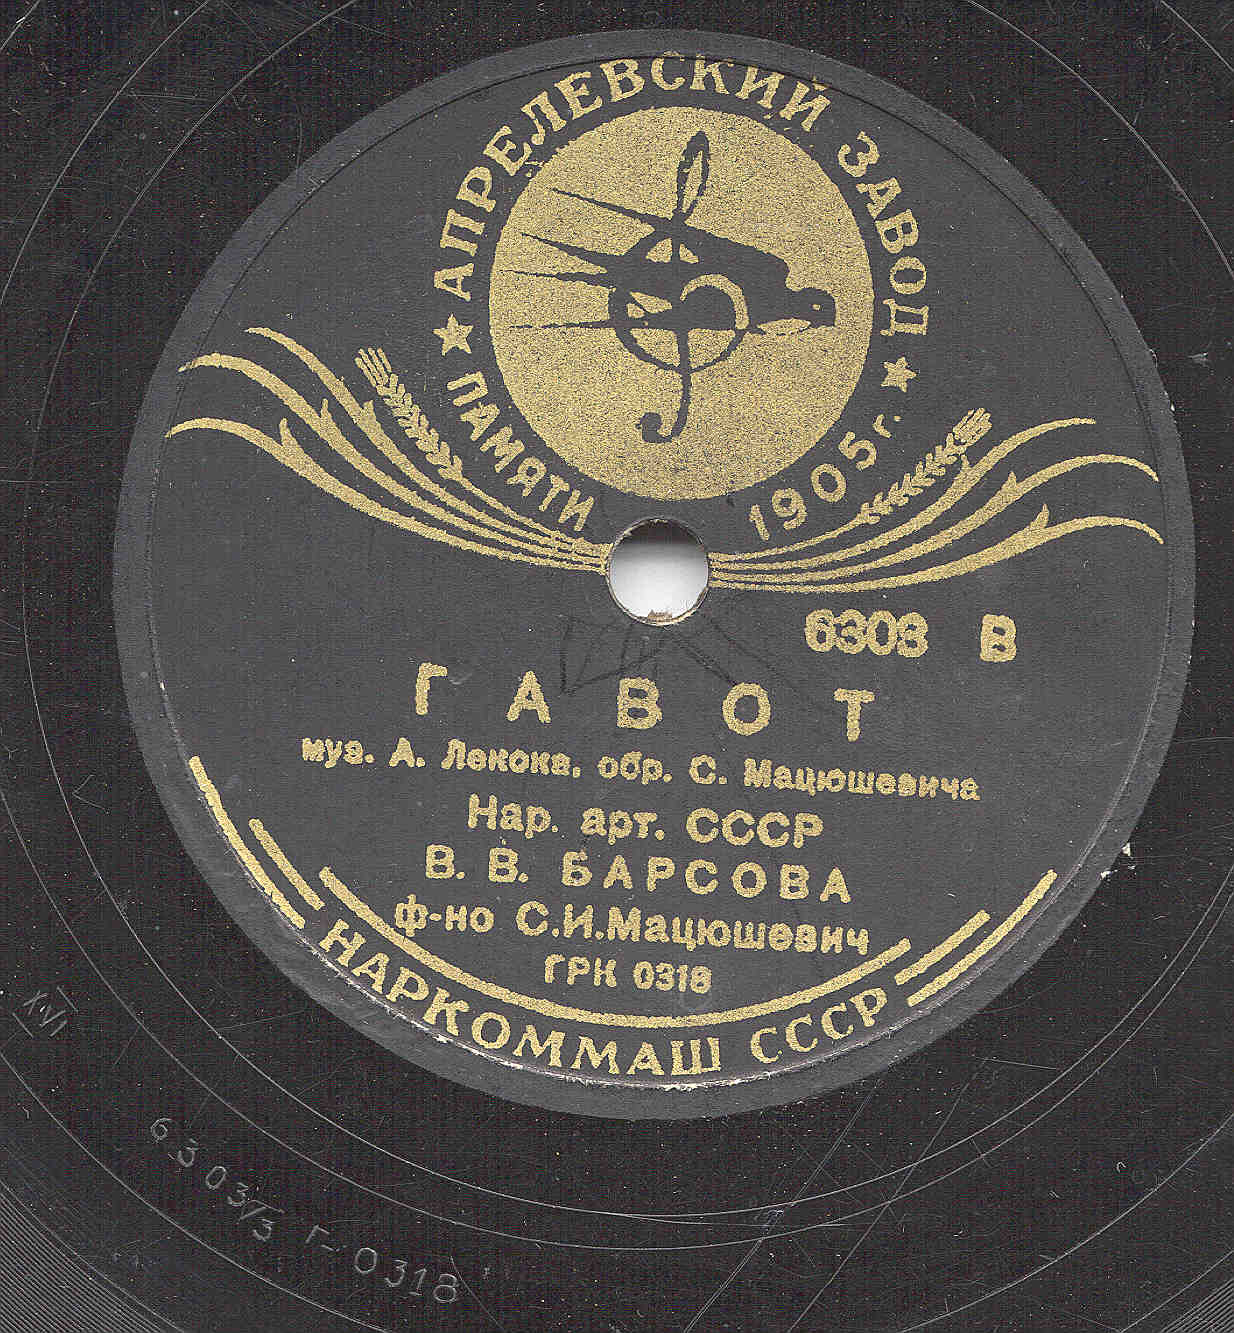 АПРЕЛЕВСКИЙ ЗАВОД
ПАМЯТИ 1905 г.
6303 В
ГАВОТ
муз. А. Лекока, обр. С. Мацюшевича
Нар. арт. СССР
В. В. БАРСОВА
ф-но С.И.Мацюшевич
ГРК 0318
НАРКОММАШ СССР
XVI
6303/3 Г-0318